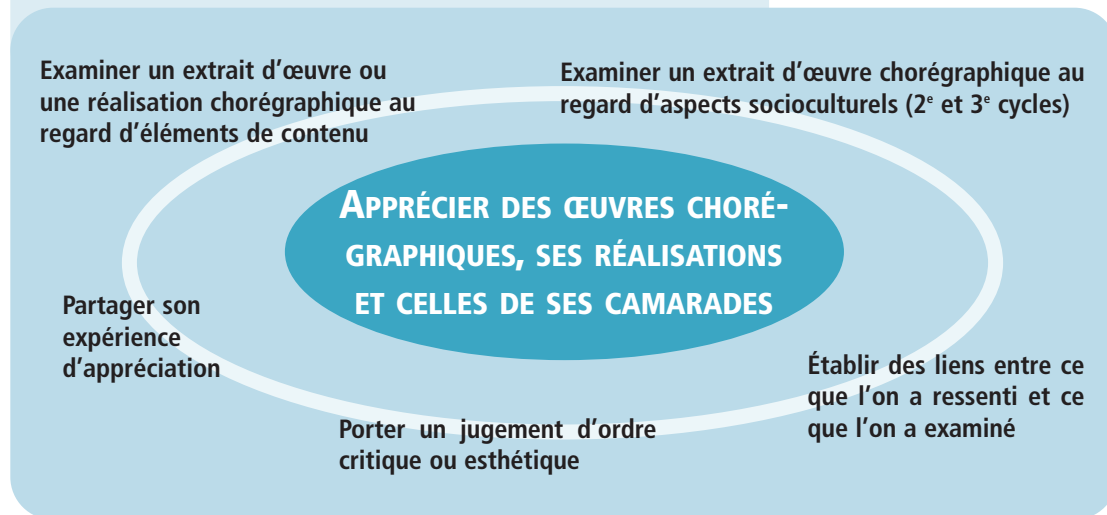 Examiner un extrait d’œuvre ou
une réalisation chorégraphique au
regard d’éléments de contenu
Examiner un extrait d’œuvre chorégraphique au
regard d’aspects socioculturels (2e et 3e cycles)
APPRÉCIER DES ŒUVRES CHORÉ-
GRAPHIQUES, SES RÉALISATIONS
ET CELLES DE SES CAMARADES
Partager son
expérience
d’appréciation
Établir des liens entre ce
que l’on a ressenti et ce
que l’on a examiné
Porter un jugement d’ordre
critique ou esthétique